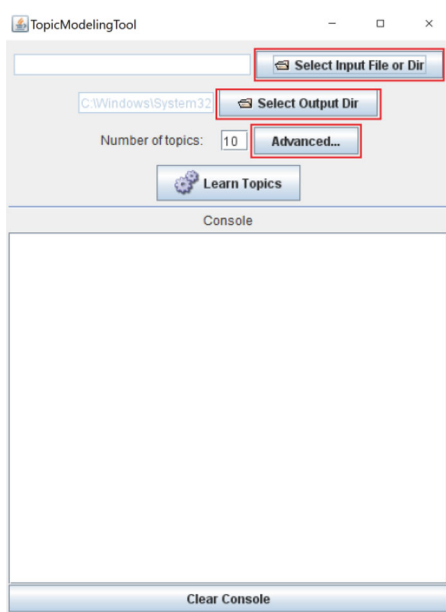 TopicModelingTool
Select Input File or Dir
C:\Windows\System32 Select Output Dir
Number of topics: 10 Advanced...
Learn Topics
Console
Clear Console